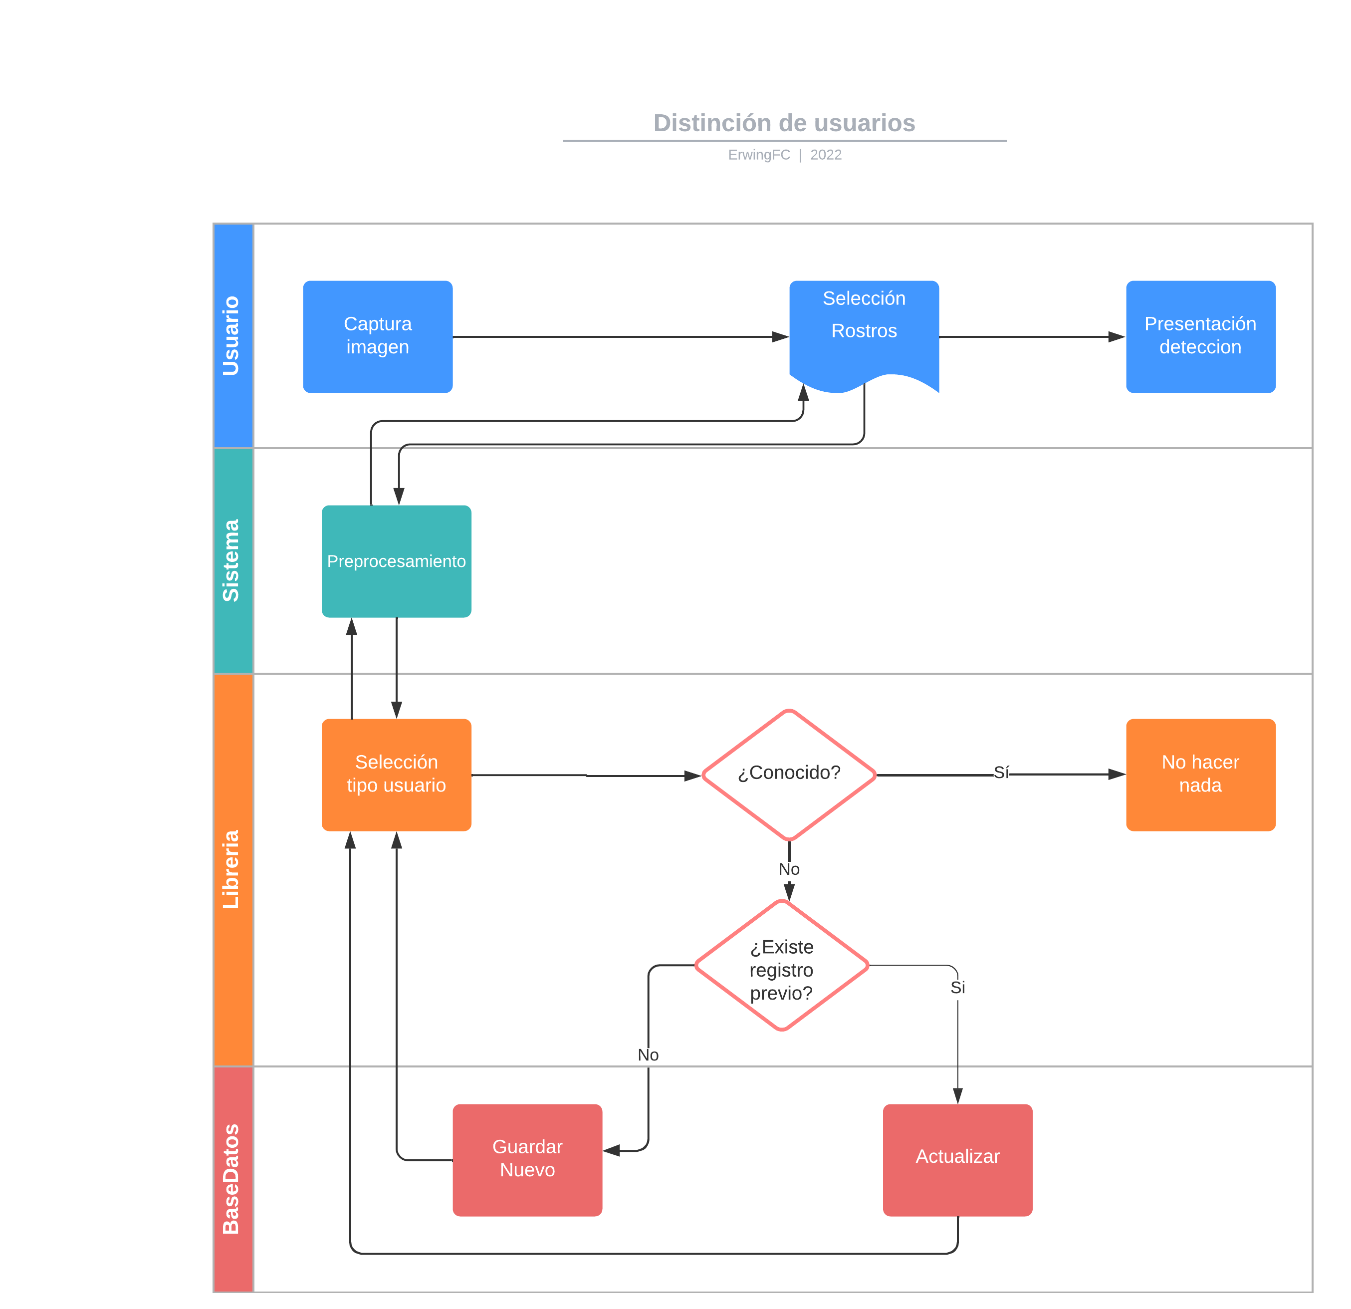 Distinción de usuarios
ErwingFC | 2022
Usuario
Captura
imagen
Selección
Rostros
Presentación
deteccion
Sistema
Preprocesamiento
Libreria
Selección
tipo usuario
¿Conocido?
Sí
No hacer
nada
No
¿Existe
registro
previo?
Si
No
BaseDatos
Guardar
Nuevo
Actualizar